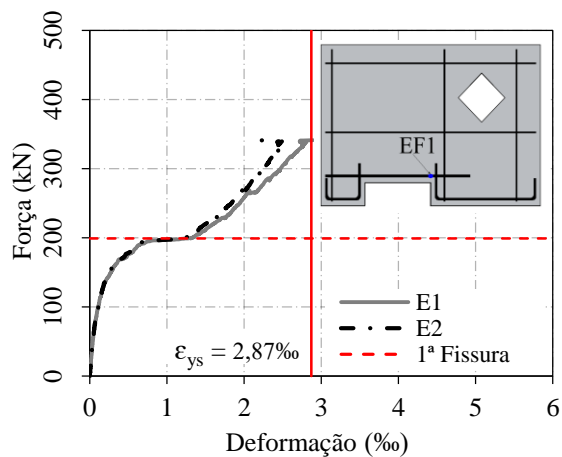 500
400
300
200
100
0
Força (kN)
EF1
E1
E2
1ª Fissura
εys = 2,87‰
0 1 2 3 4 5 6
Deformação (‰)